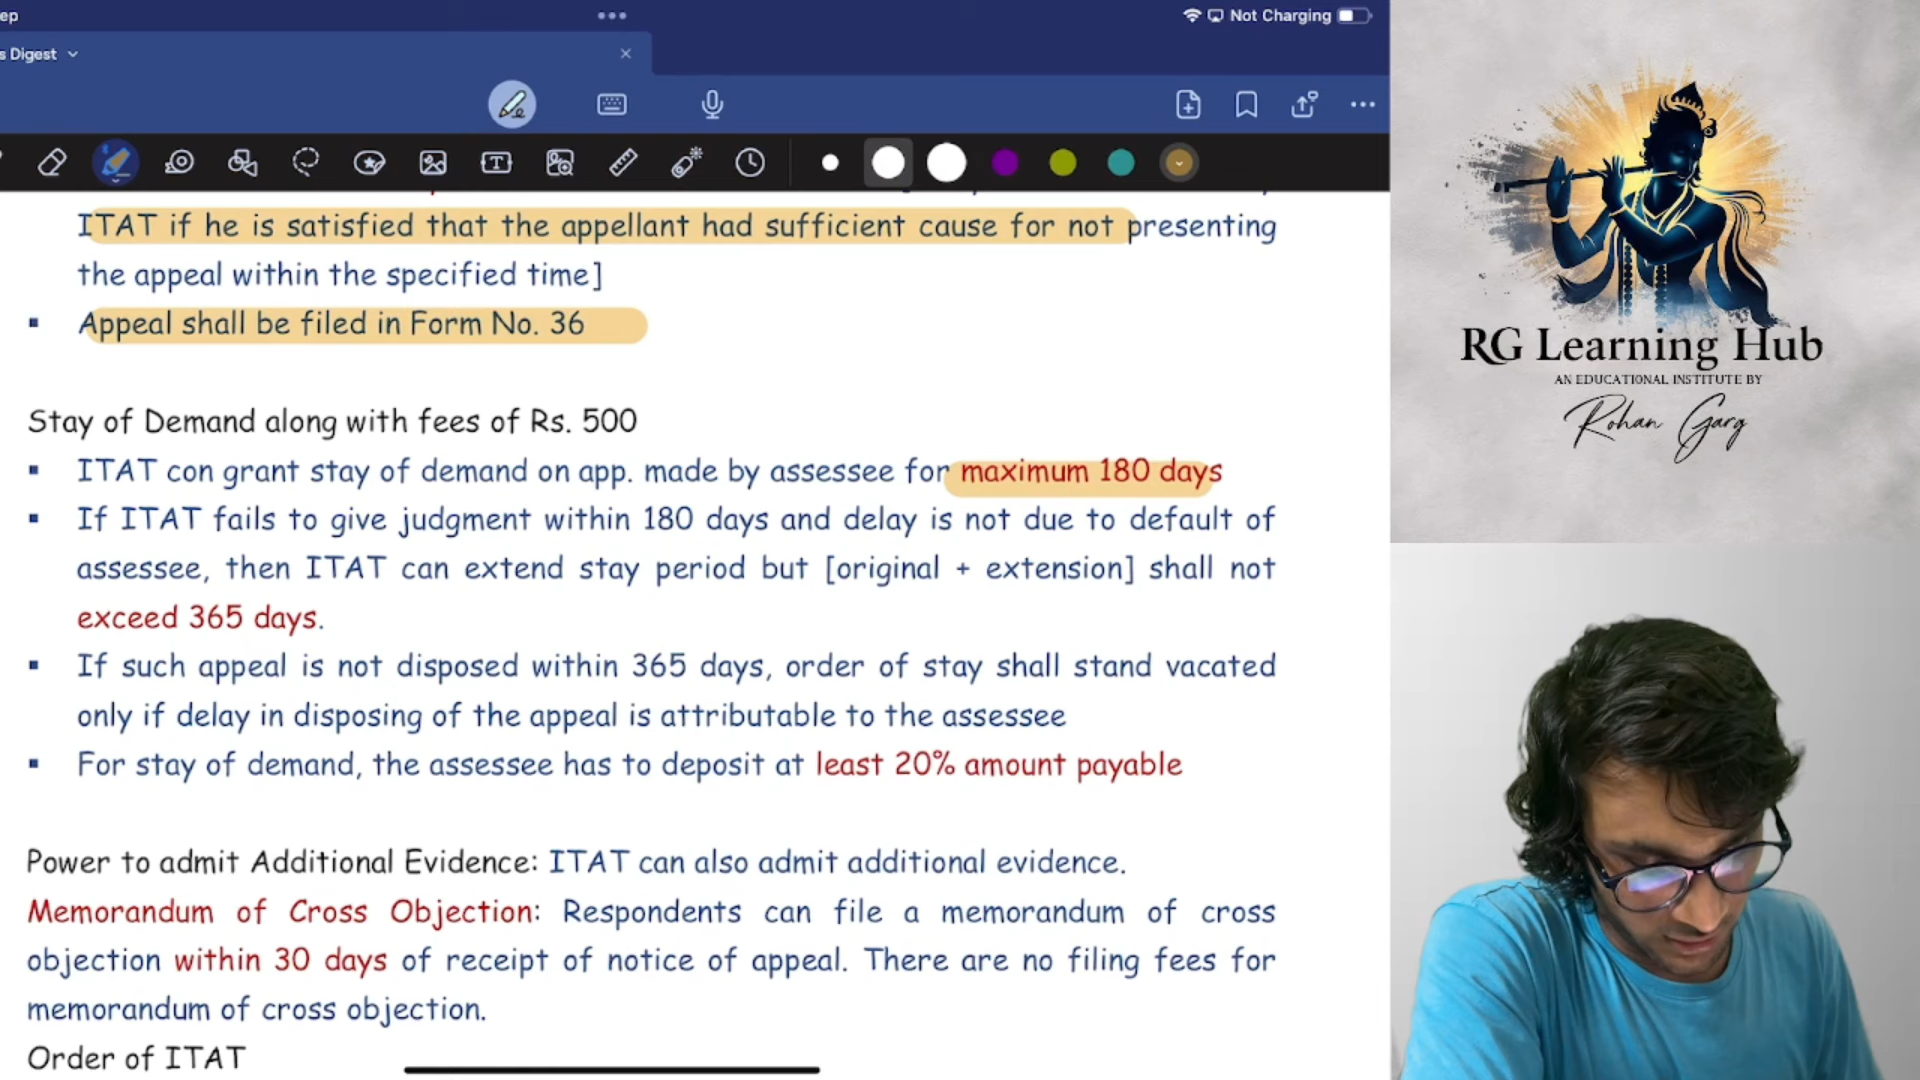 ep
Not Charging
s Digest
ITAT if he is satisfied that the appellant had sufficient cause for not presenting
the appeal within the specified time]
▪ Appeal shall be filed in Form No. 36
Stay of Demand along with fees of Rs. 500
▪ ITAT con grant stay of demand on app. made by assessee for maximum 180 days
▪ If ITAT fails to give judgment within 180 days and delay is not due to default of
assessee, then ITAT can extend stay period but [original + extension] shall not
exceed 365 days.
▪ If such appeal is not disposed within 365 days, order of stay shall stand vacated
only if delay in disposing of the appeal is attributable to the assessee
▪ For stay of demand, the assessee has to deposit at least 20% amount payable
Power to admit Additional Evidence: ITAT can also admit additional evidence.
Memorandum of Cross Objection: Respondents can file a memorandum of cross
objection within 30 days of receipt of notice of appeal. There are no filing fees for
memorandum of cross objection.
Order of ITAT
RG Learning Hub
AN EDUCATIONAL INSTITUTE BY
Rohan Garg